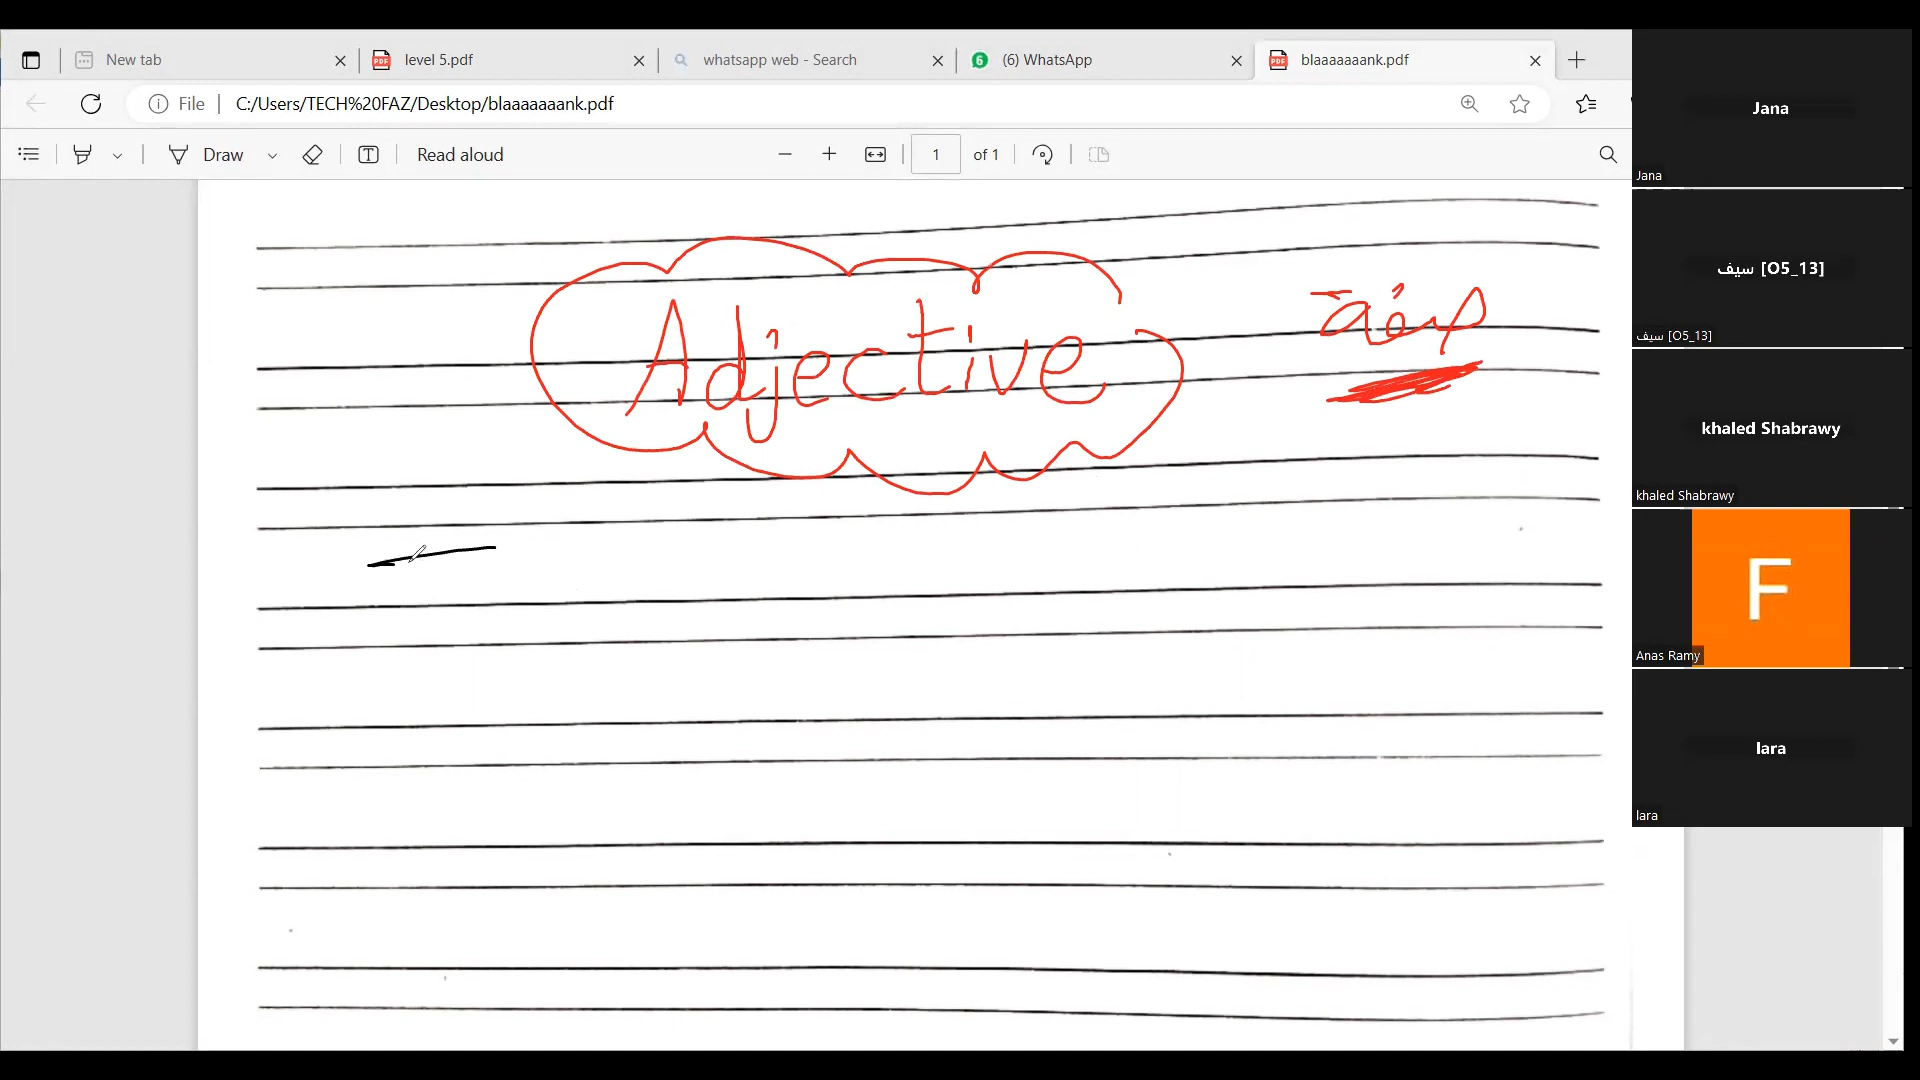 New tab
level 5.pdf
whatsapp web - Search
(6) WhatsApp
blaaaaaaank.pdf
File
C:/Users/TECH%20FAZ/Desktop/blaaaaaaank.pdf
Draw
Read aloud
1 of 1
Adjective
صفة
Jana
Jana
سيف [O5_13]
سيف [O5_13]
khaled Shabrawy
khaled Shabrawy
F
Anas Ramy
lara
lara